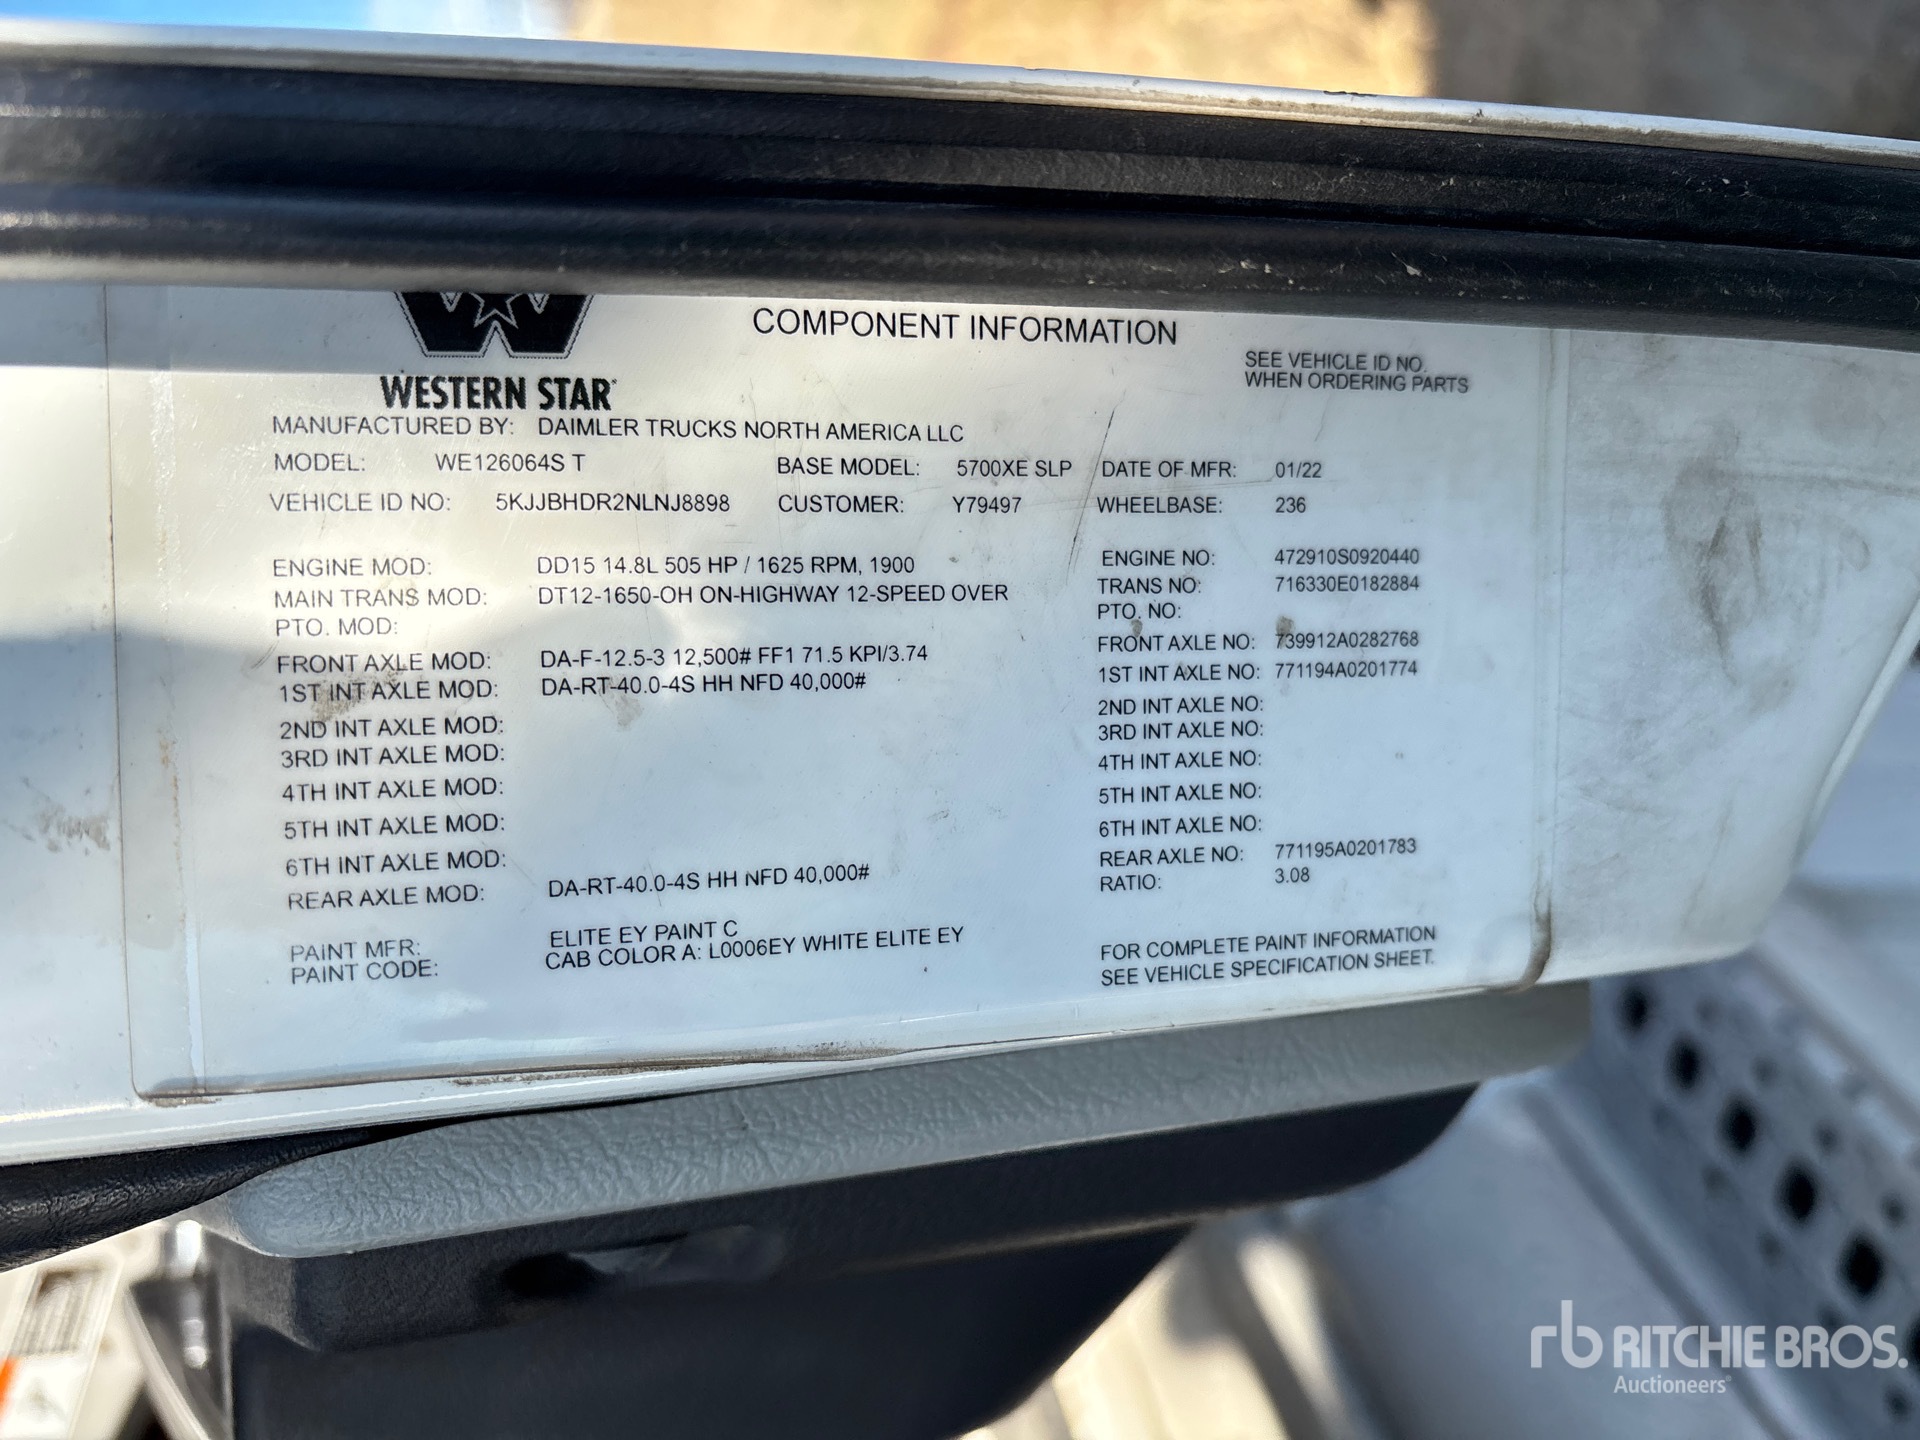 COMPONENT INFORMATION
SEE VEHICLE ID NO.
WHEN ORDERING PARTS
WESTERN STAR
MANUFACTURED BY: DAIMLER TRUCKS NORTH AMERICA LLC
MODEL: WE126064S T BASE MODEL: 5700XE SLP DATE OF MFR: 01/22
VEHICLE ID NO: 5KJJBHDR2NLNJ8898 CUSTOMER: Y79497 WHEELBASE: 236
ENGINE MOD: DD15 14.8L 505 HP / 1625 RPM, 1900 ENGINE NO: 472910S0920440
MAIN TRANS MOD: DT12-1650-OH ON-HIGHWAY 12-SPEED OVER TRANS NO: 716330E0182884
PTO. MOD: PTO. NO:
FRONT AXLE MOD: DA-F-12.5-3 12,500# FF1 71.5 KPI/3.74 FRONT AXLE NO: 739912A0282768
1ST INT AXLE MOD: DA-RT-40.0-4S HH NFD 40,000# 1ST INT AXLE NO: 771194A0201774
2ND INT AXLE MOD: 2ND INT AXLE NO:
3RD INT AXLE MOD: 3RD INT AXLE NO:
4TH INT AXLE MOD: 4TH INT AXLE NO:
5TH INT AXLE MOD: 5TH INT AXLE NO:
6TH INT AXLE MOD: 6TH INT AXLE NO:
REAR AXLE MOD: DA-RT-40.0-4S HH NFD 40,000# REAR AXLE NO: 771195A0201783
RATIO: 3.08
PAINT MFR: ELITE EY PAINT C
PAINT CODE: CAB COLOR A: L0006EY WHITE ELITE EY
FOR COMPLETE PAINT INFORMATION
SEE VEHICLE SPECIFICATION SHEET.
rb RITCHIE BROS.
Auctioneers